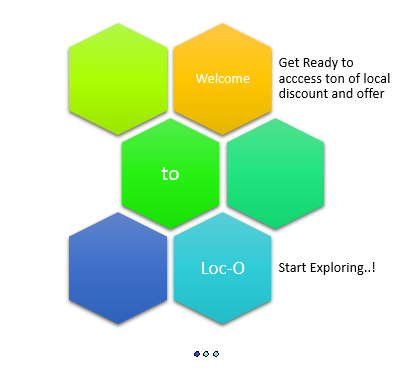 Welcome
Get Ready to
acccess ton of local
discount and offer
to
Loc-O
Start Exploring..!